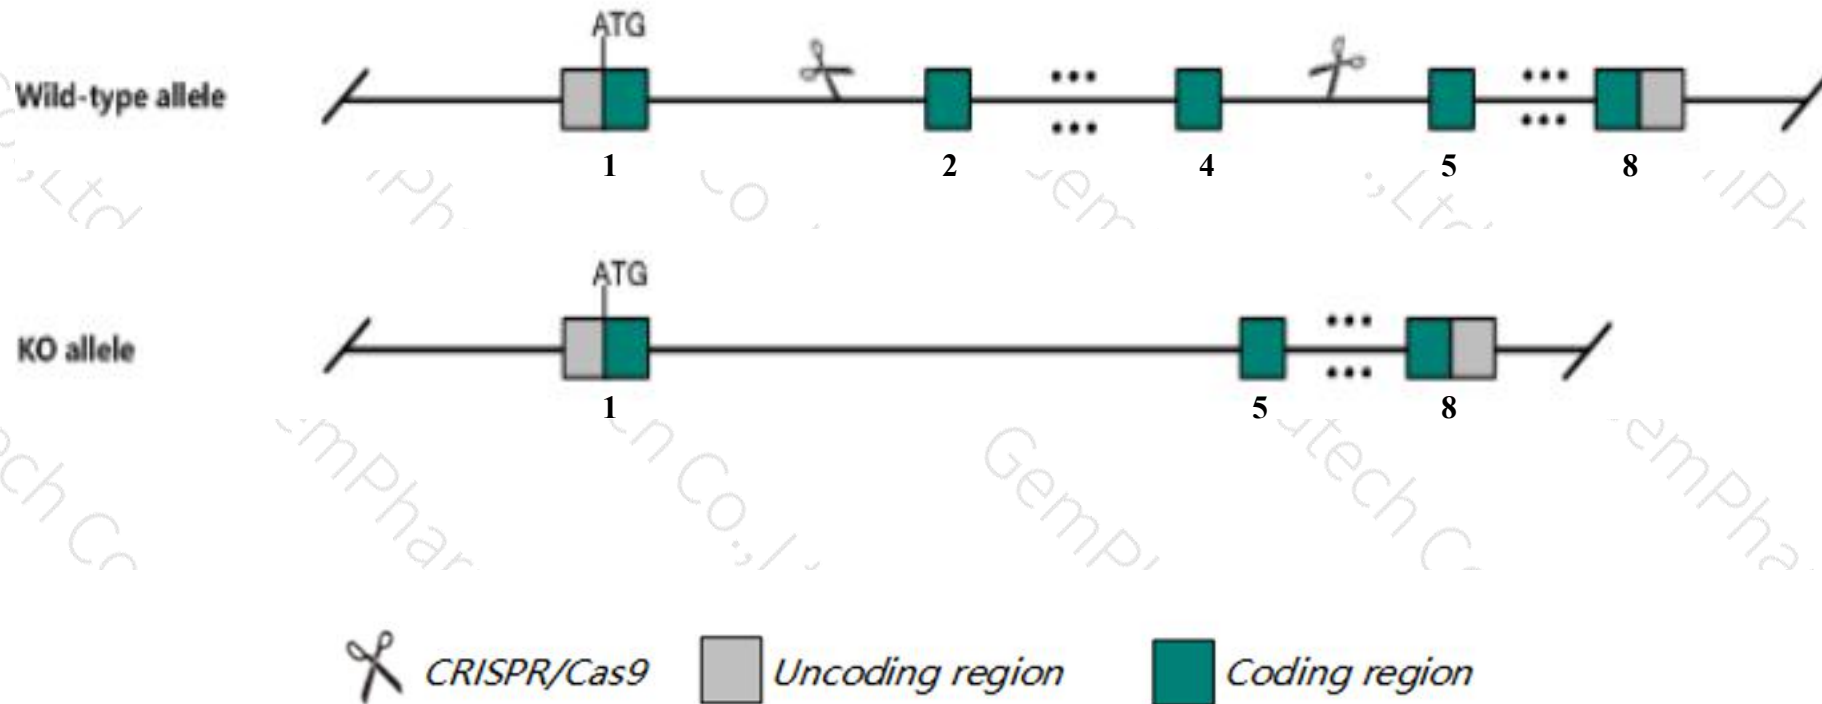 ATG
Wild-type allele
1 2 4 5 8
ATG
KO allele
1 5 8
CRISPR/Cas9 Uncoding region Coding region